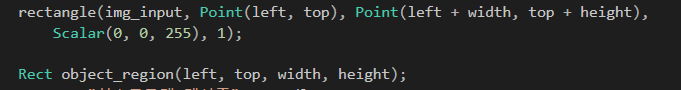 rectangle(img_input, Point(left, top), Point(left + width, top + height),
Scalar(0, 0, 255), 1);
Rect object_region(left, top, width, height);